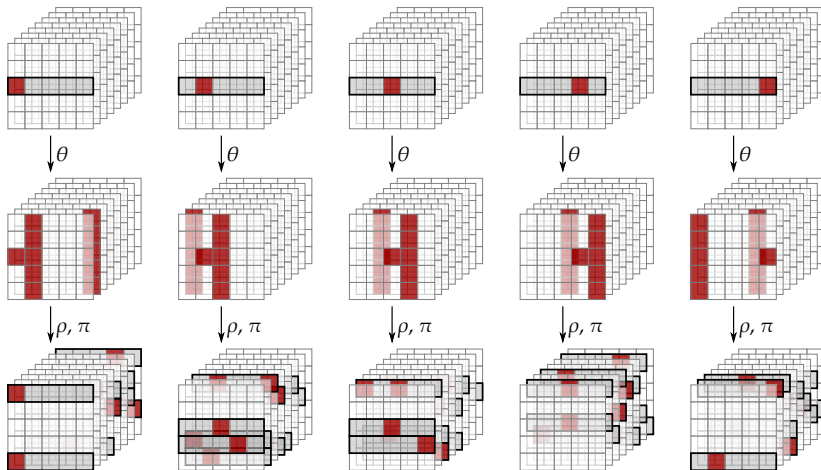 θ θ θ θ θ
ρ, π ρ, π ρ, π ρ, π ρ, π